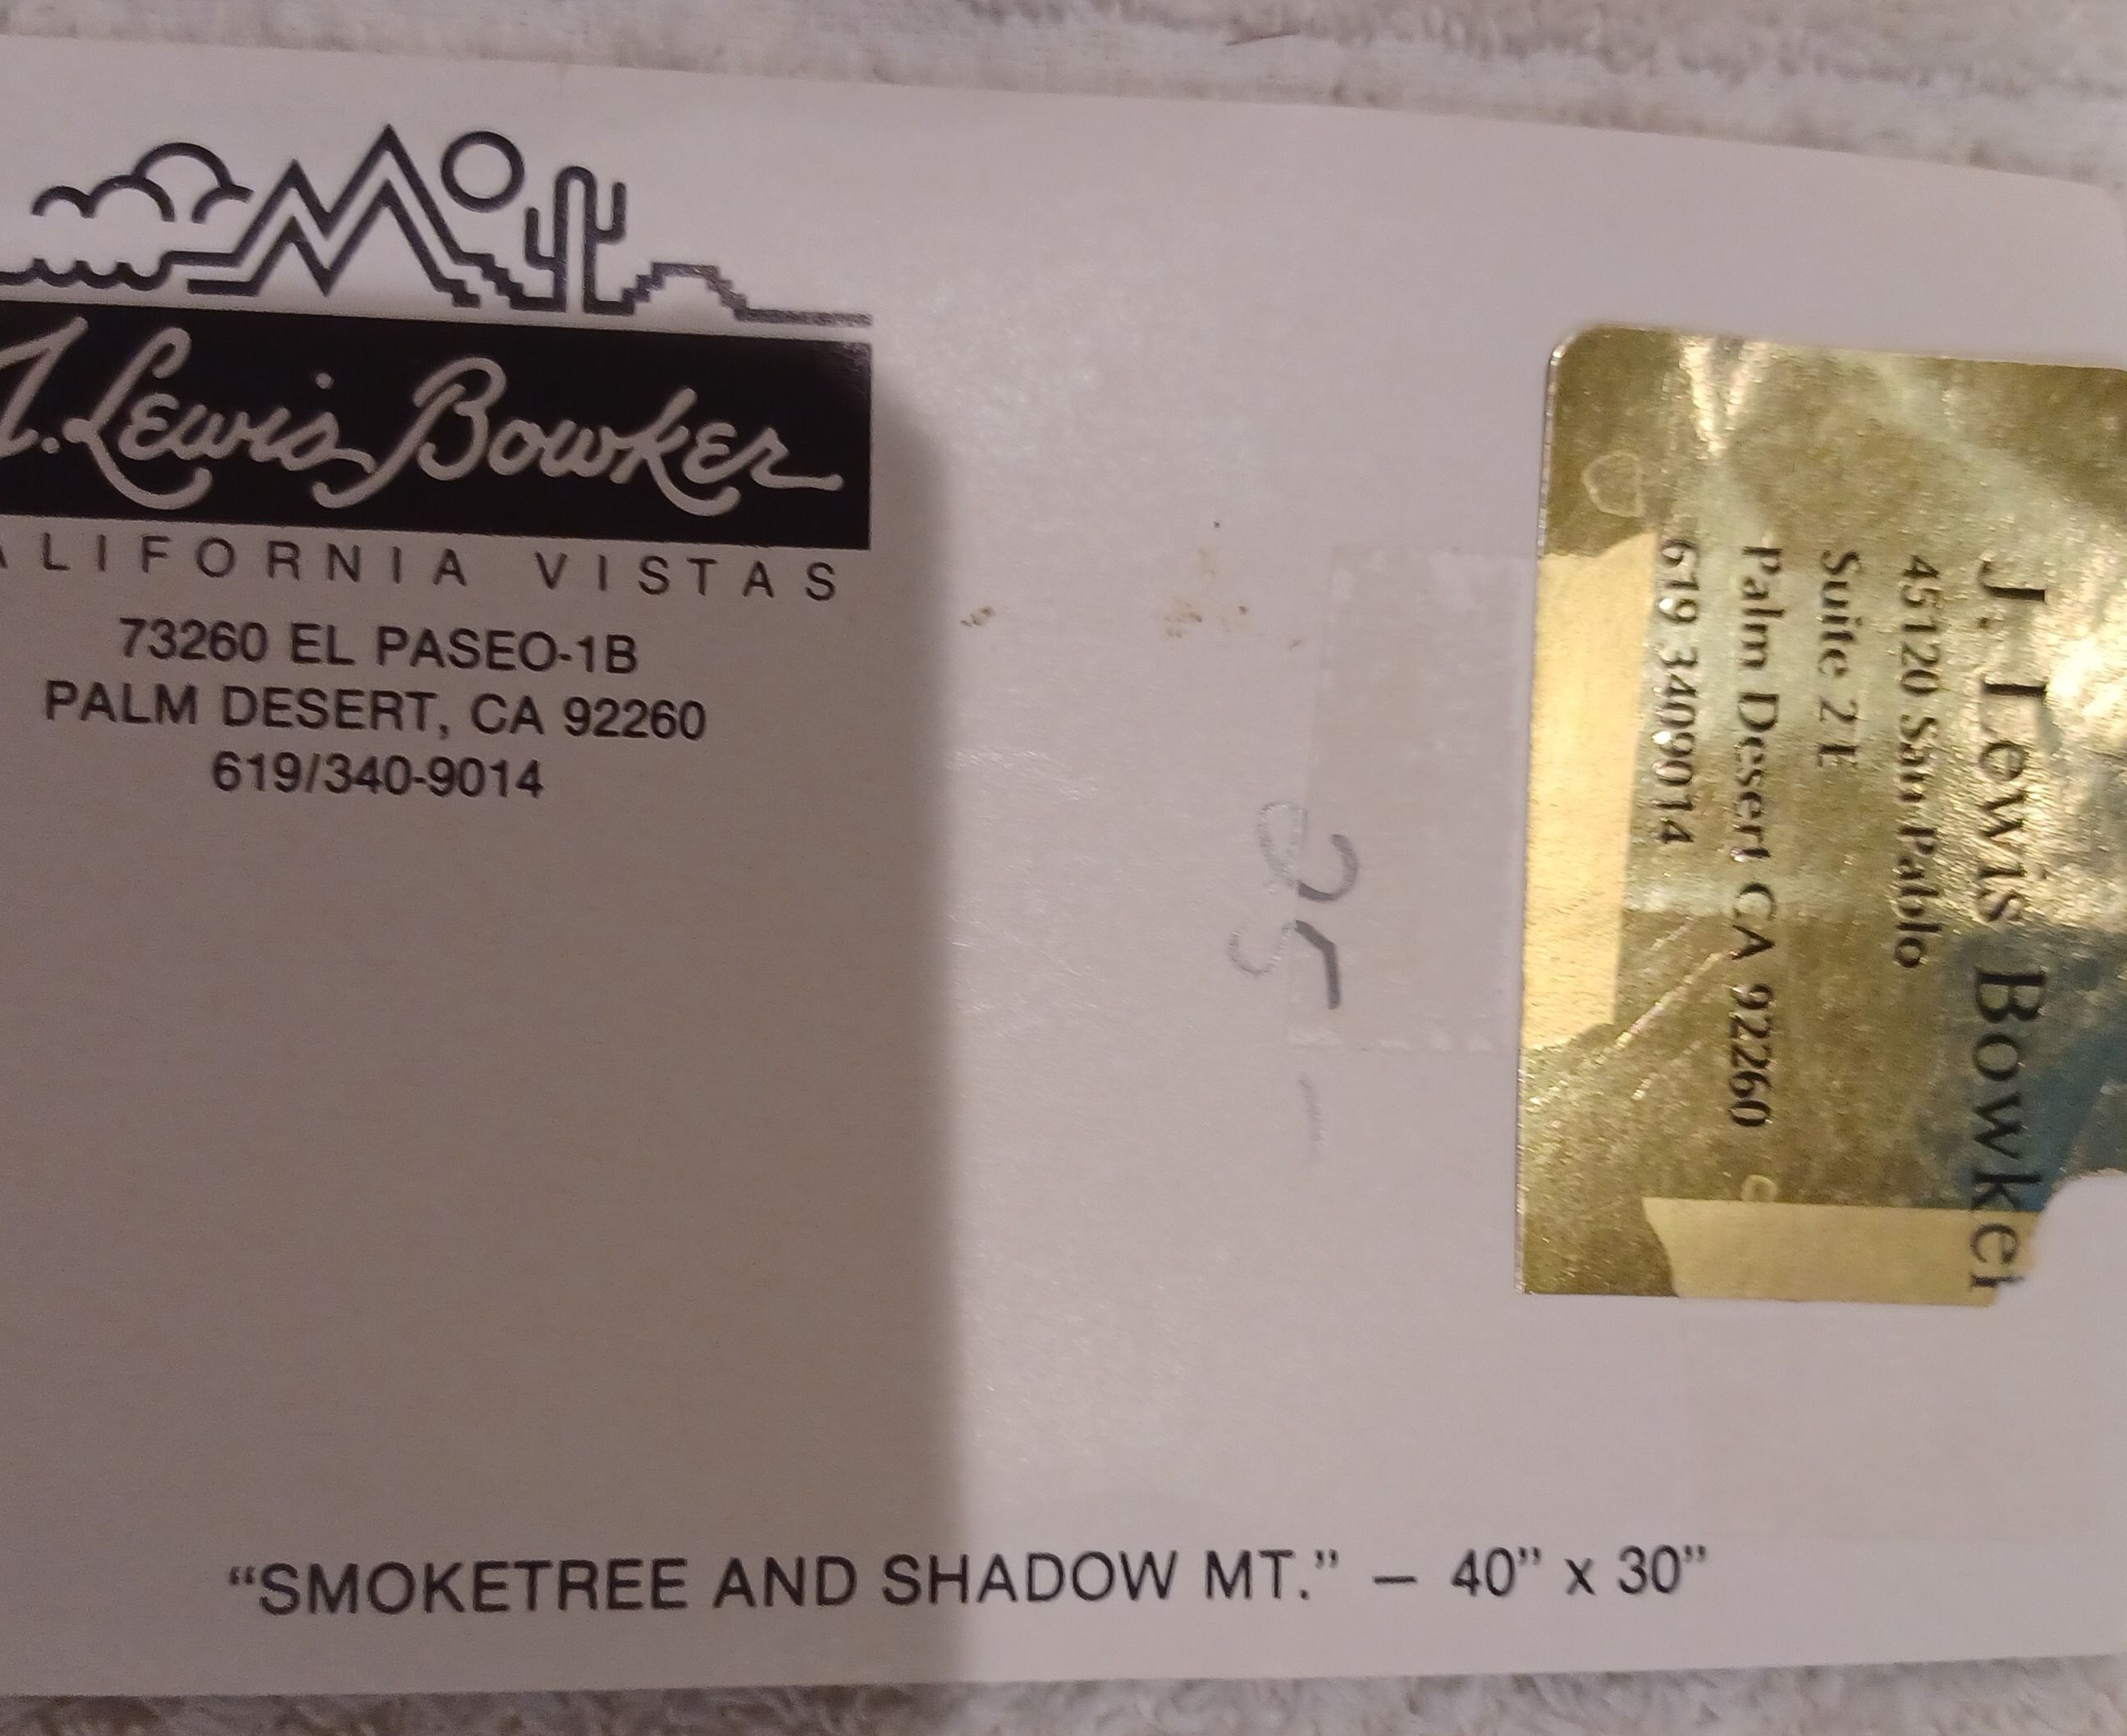 J. Lewis Bowker
ALIFORNIA VISTAS
73260 EL PASEO-1B
PALM DESERT, CA 92260
619/340-9014
25-
J. Lewis Bowker
45120 San Pablo
Suite 2E
Palm Desert CA 92260
619 3409014
“SMOKETREE AND SHADOW MT.” – 40” x 30”